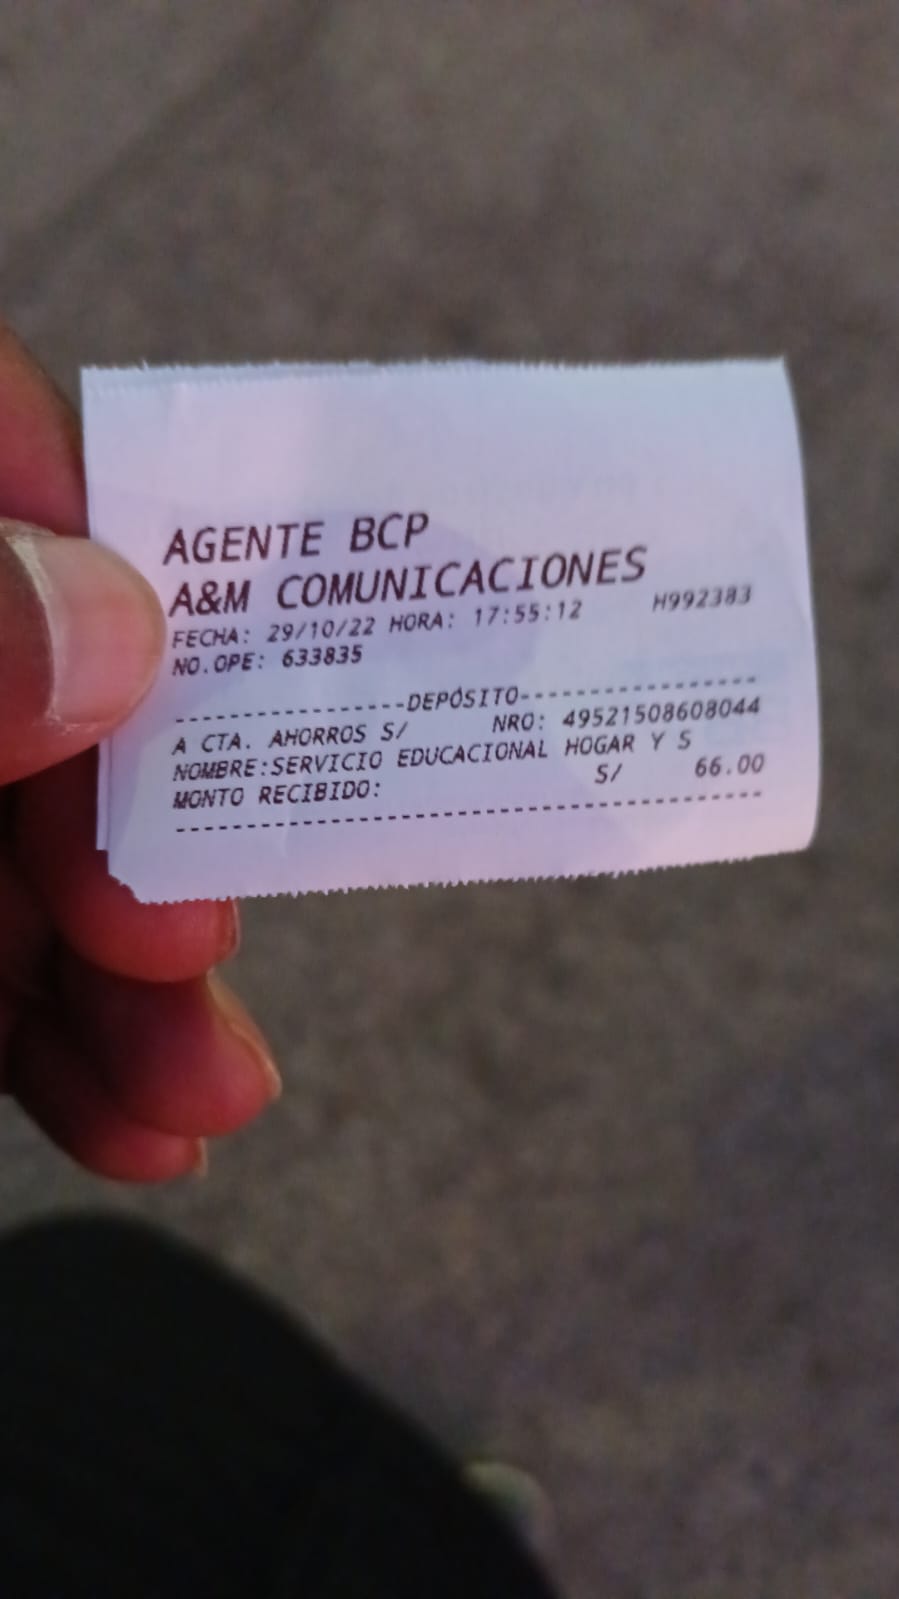 AGENTE BCP
A&M COMUNICACIONES
FECHA: 29/10/22 HORA: 17:55:12 H992383
NO.OPE: 633835
----------------DEPÓSITO-----------------
A CTA. AHORROS S/ NRO: 49521508608044
NOMBRE:SERVICIO EDUCACIONAL HOGAR Y S
MONTO RECIBIDO: S/ 66.00
-----------------------------------------